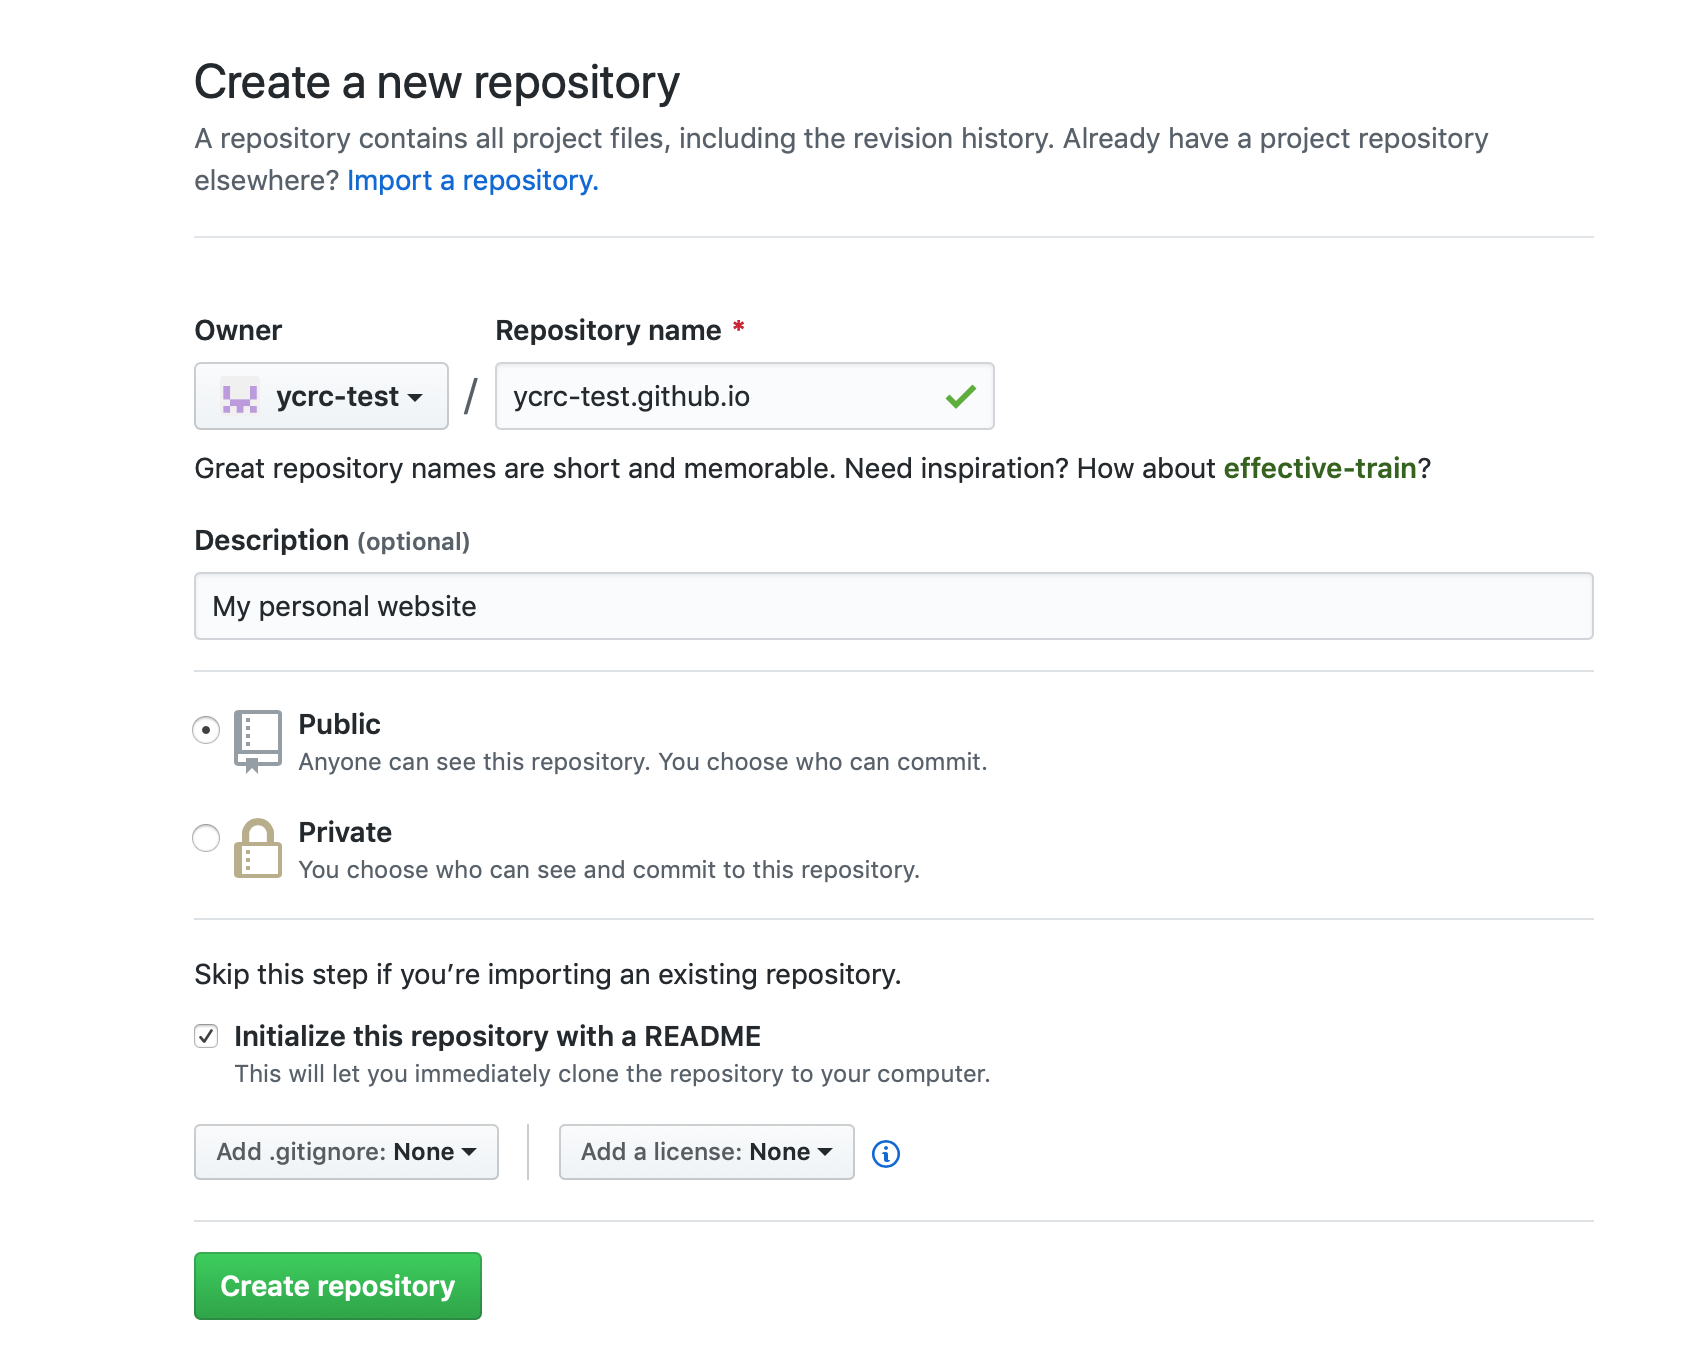 Create a new repository
A repository contains all project files, including the revision history. Already have a project repository
elsewhere? Import a repository.
Owner
Repository name *
ycrc-test / ycrc-test.github.io
Great repository names are short and memorable. Need inspiration? How about effective-train?
Description (optional)
My personal website
Public
Anyone can see this repository. You choose who can commit.
Private
You choose who can see and commit to this repository.
Skip this step if you’re importing an existing repository.
Initialize this repository with a README
This will let you immediately clone the repository to your computer.
Add .gitignore: None
Add a license: None
Create repository